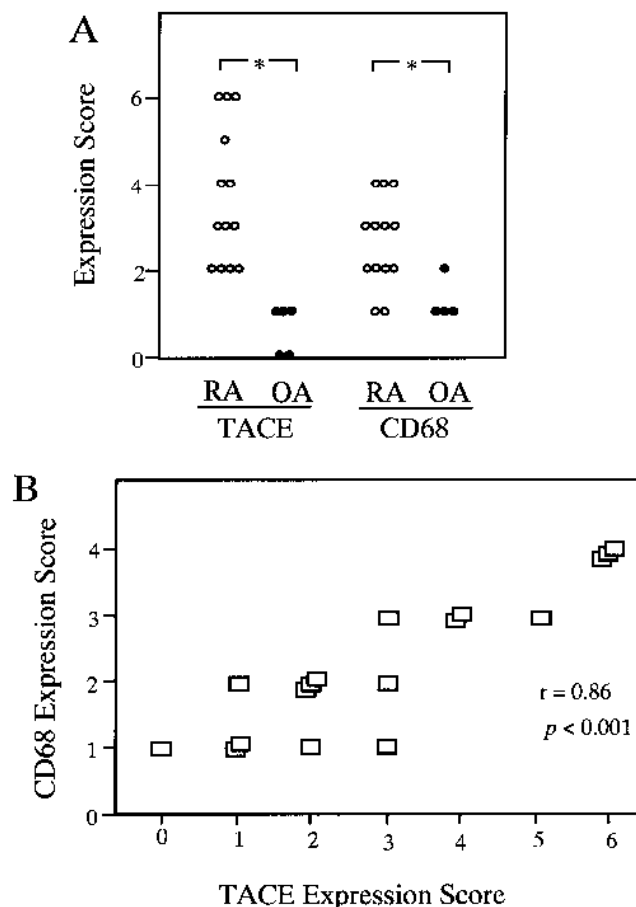 A
Expression Score
6
4
2
0
*
*
RA OA RA OA
TACE CD68
B
CD68 Expression Score
4
3
2
1
0
r = 0.86
p < 0.001
0 1 2 3 4 5 6
TACE Expression Score